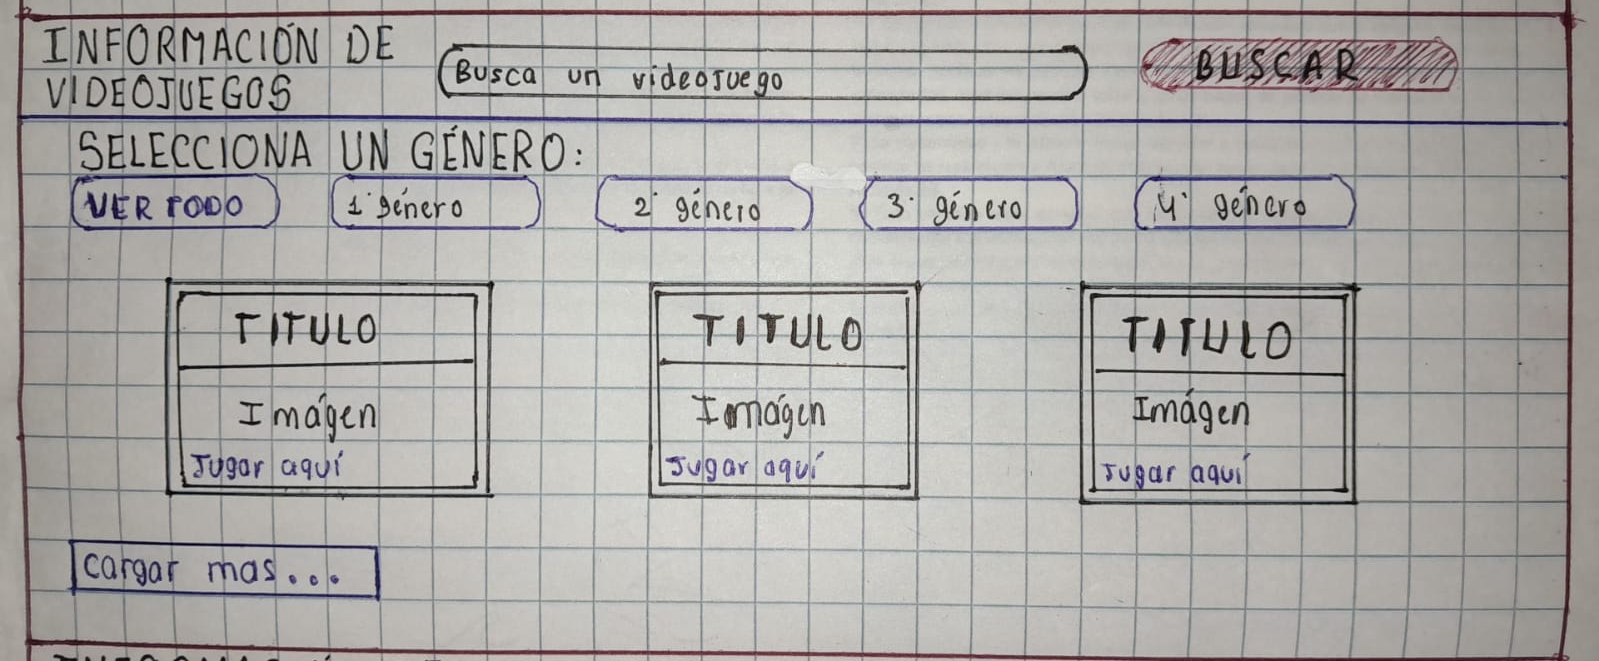 INFORMACIÓN DE
VIDEOJUEGOS
Busca un videojuego
BUSCAR
SELECCIONA UN GÉNERO:
VER TODO
1° género
2° género
3° género
4° género
TITULO
Imágen
Jugar aquí
TITULO
Imágen
Jugar aquí
TITULO
Imágen
Jugar aquí
cargar mas...